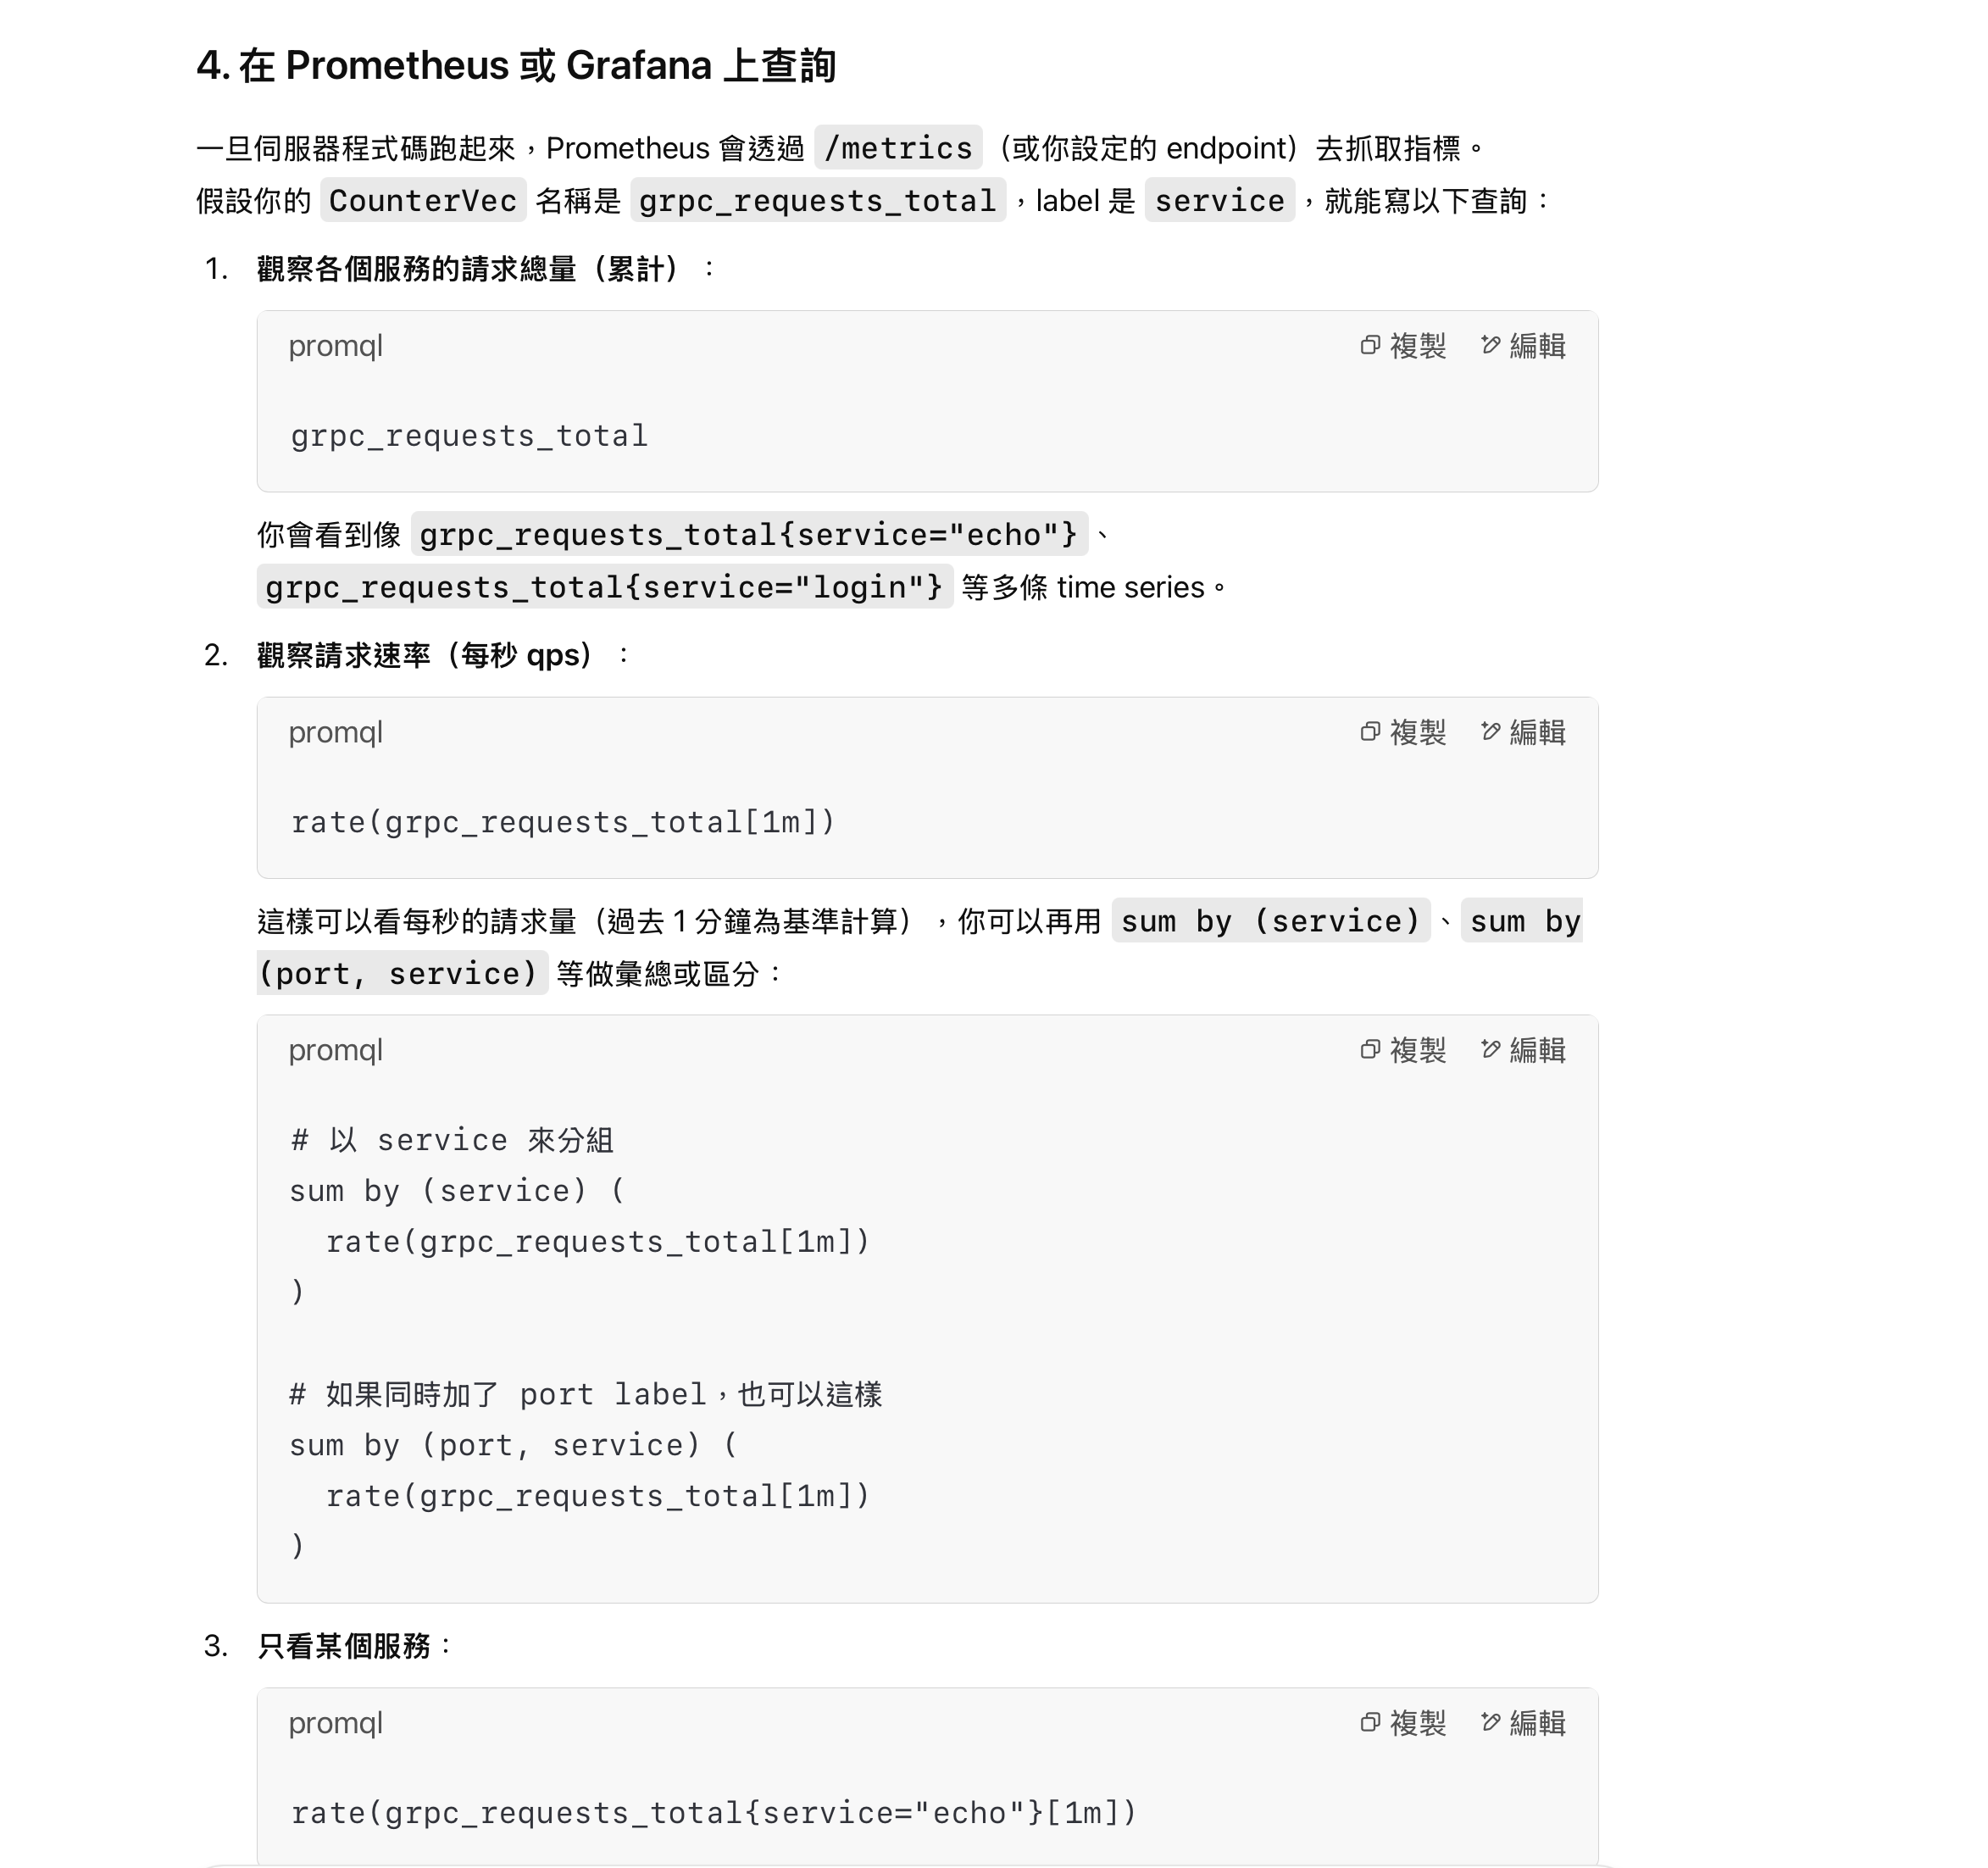 4. 在 Prometheus 或 Grafana 上查詢
一旦伺服器程式碼跑起來，Prometheus 會透過 /metrics（或你設定的 endpoint）去抓取指標。
假設你的 CounterVec 名稱是 grpc_requests_total，label 是 service，就能寫以下查詢：
1. 觀察各個服務的請求總量（累計）：
promql 複製 編輯
grpc_requests_total
你會看到像 grpc_requests_total{service="echo"}、
grpc_requests_total{service="login"} 等多條 time series。
2. 觀察請求速率（每秒 qps）：
promql 複製 編輯
rate(grpc_requests_total[1m])
這樣可以看每秒的請求量（過去 1 分鐘為基準計算），你可以再用 sum by (service)、sum by
(port, service) 等做彙總或區分：
promql 複製 編輯
# 以 service 來分組
sum by (service) (
  rate(grpc_requests_total[1m])
)
# 如果同時加了 port label，也可以這樣
sum by (port, service) (
  rate(grpc_requests_total[1m])
)
3. 只看某個服務：
promql 複製 編輯
rate(grpc_requests_total{service="echo"}[1m])